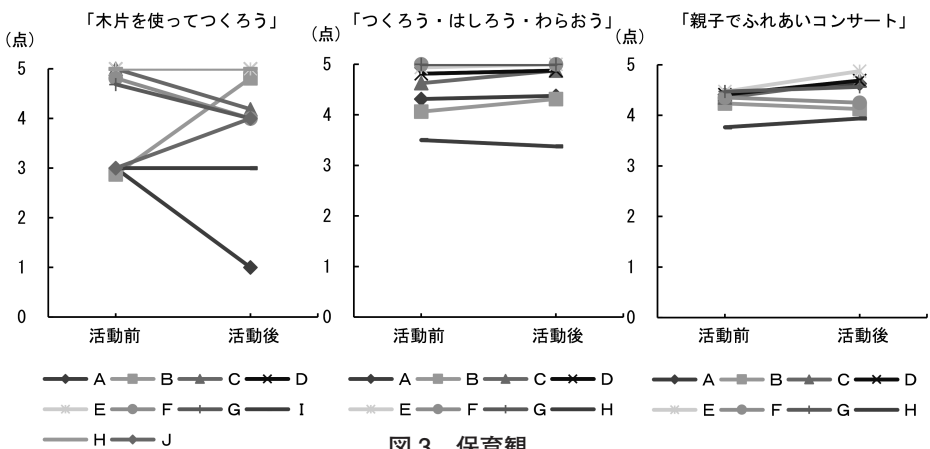 「木片を使ってつくろう」
(点)
5
4
3
2
1
0
活動前
活動後
A B C D
E F G I
H J
「つくろう・はしろう・わらおう」
(点)
5
4
3
2
1
0
活動前
活動後
A B C D
E F G H
「親子でふれあいコンサート」
(点)
5
4
3
2
1
0
活動前
活動後
A B C D
E F G H
図3 保育観